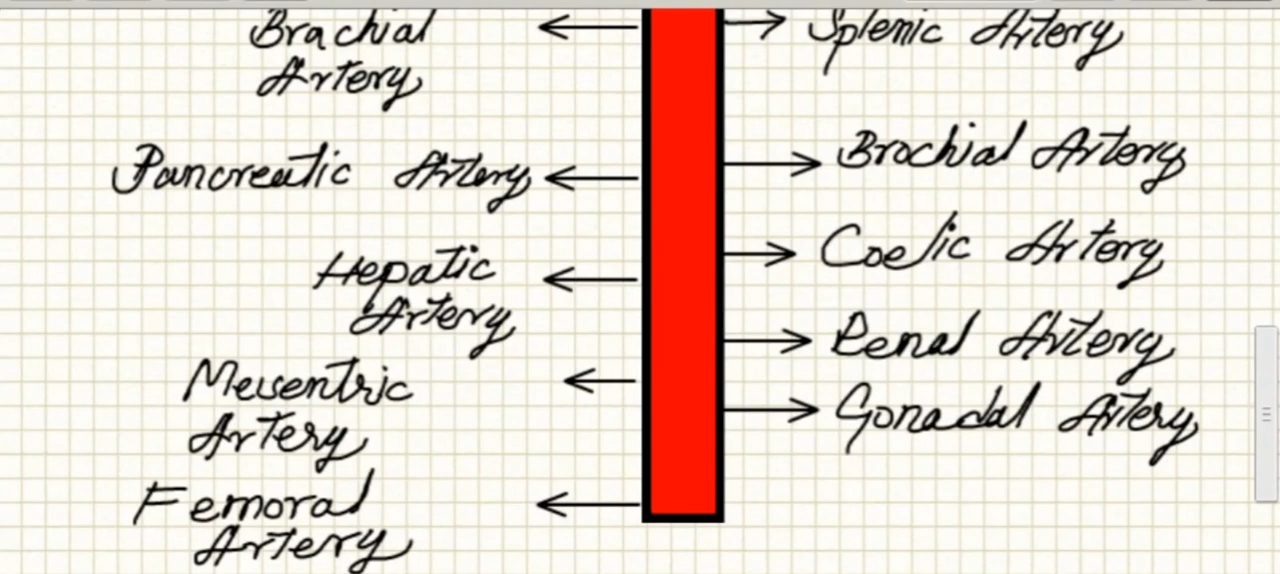 Brachial
Artery
Splenic Artery
Pancreatic Artery
Brochial Artery
Hepatic
Artery
Coelic Artery
Mesentric
Artery
Renal Artery
Gonadal Artery
Femoral
Artery